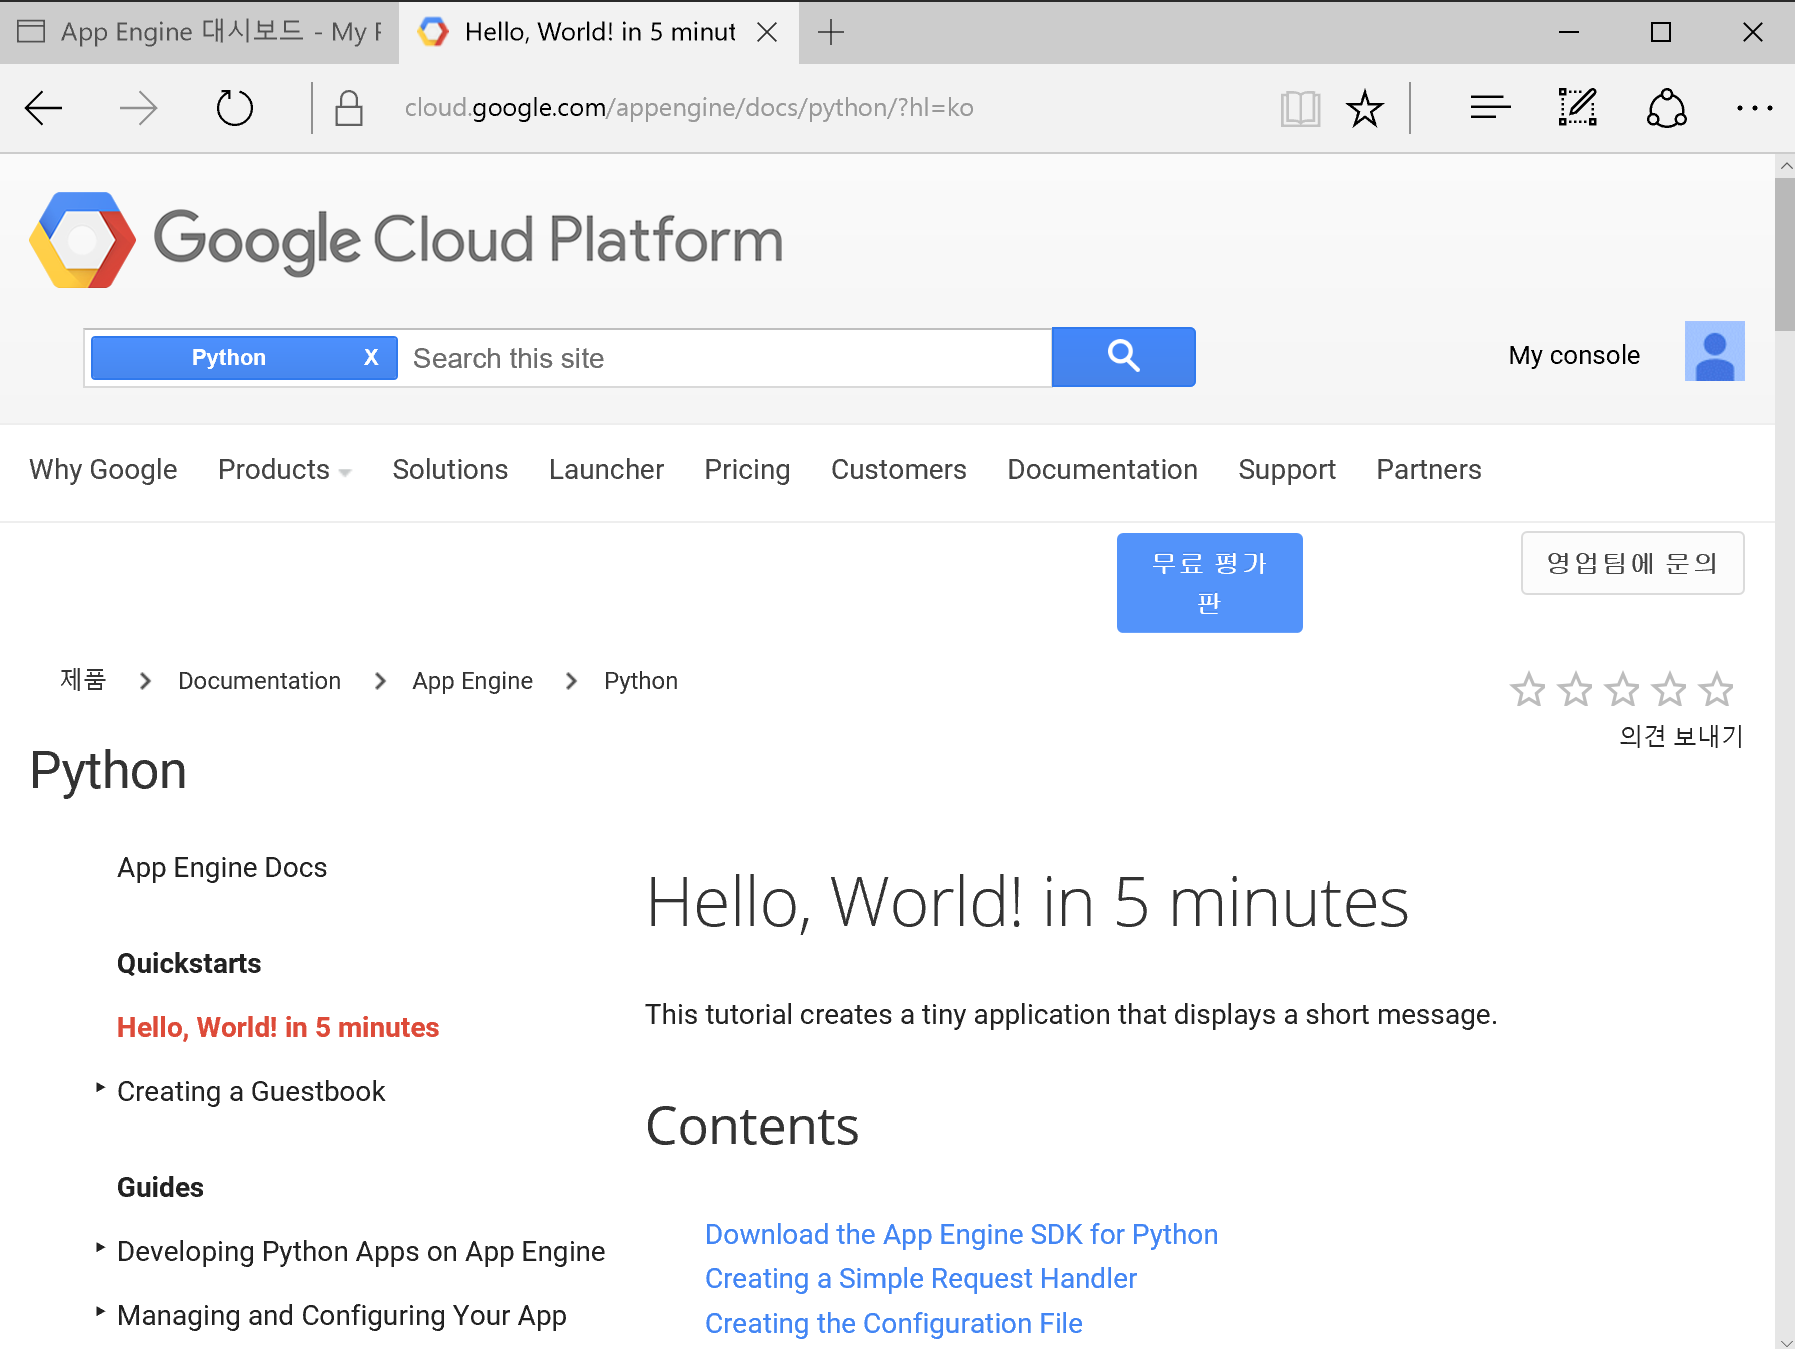 App Engine 대시보드 - My
Hello, World! in 5 minut
cloud.google.com/appengine/docs/python/?hl=ko
Google Cloud Platform
Python X Search this site
My console
Why Google Products Solutions Launcher Pricing Customers Documentation Support Partners
무료 평가
판
영업팀에 문의
제품 > Documentation > App Engine > Python
의견 보내기
Python
App Engine Docs
Quickstarts
Hello, World! in 5 minutes
Creating a Guestbook
Guides
Developing Python Apps on App Engine
Managing and Configuring Your App
Hello, World! in 5 minutes
This tutorial creates a tiny application that displays a short message.
Contents
Download the App Engine SDK for Python
Creating a Simple Request Handler
Creating the Configuration File